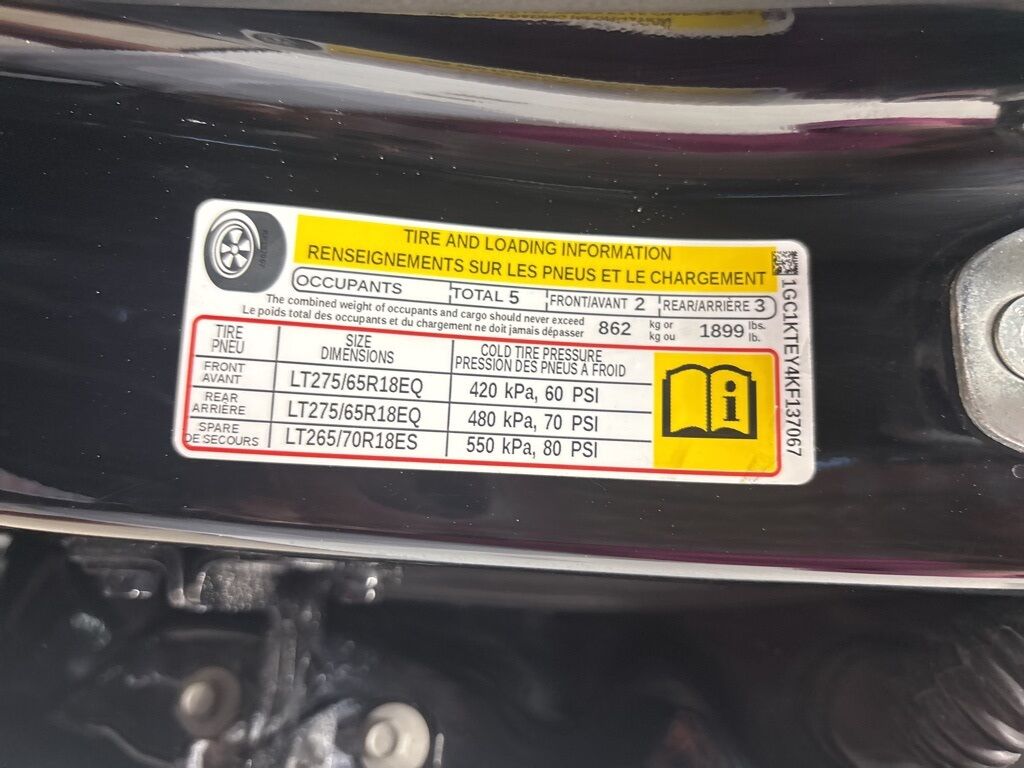 TIRE AND LOADING INFORMATION
RENSEIGNEMENTS SUR LES PNEUS ET LE CHARGEMENT
OCCUPANTS TOTAL 5 FRONT/AVANT 2 REAR/ARRIÈRE 3
The combined weight of occupants and cargo should never exceed 862 kg or 1899 lbs.
Le poids total des occupants et du chargement ne doit jamais dépasser kg ou lb.
TIRE SIZE COLD TIRE PRESSURE
PNEU DIMENSIONS PRESSION DES PNEUS A FROID
FRONT
AVANT LT275/65R18EQ 420 kPa, 60 PSI
REAR
ARRIÈRE LT275/65R18EQ 480 kPa, 70 PSI
SPARE
DE SECOURS LT265/70R18ES 550 kPa, 80 PSI
i
1GC1KTEY4KF137067